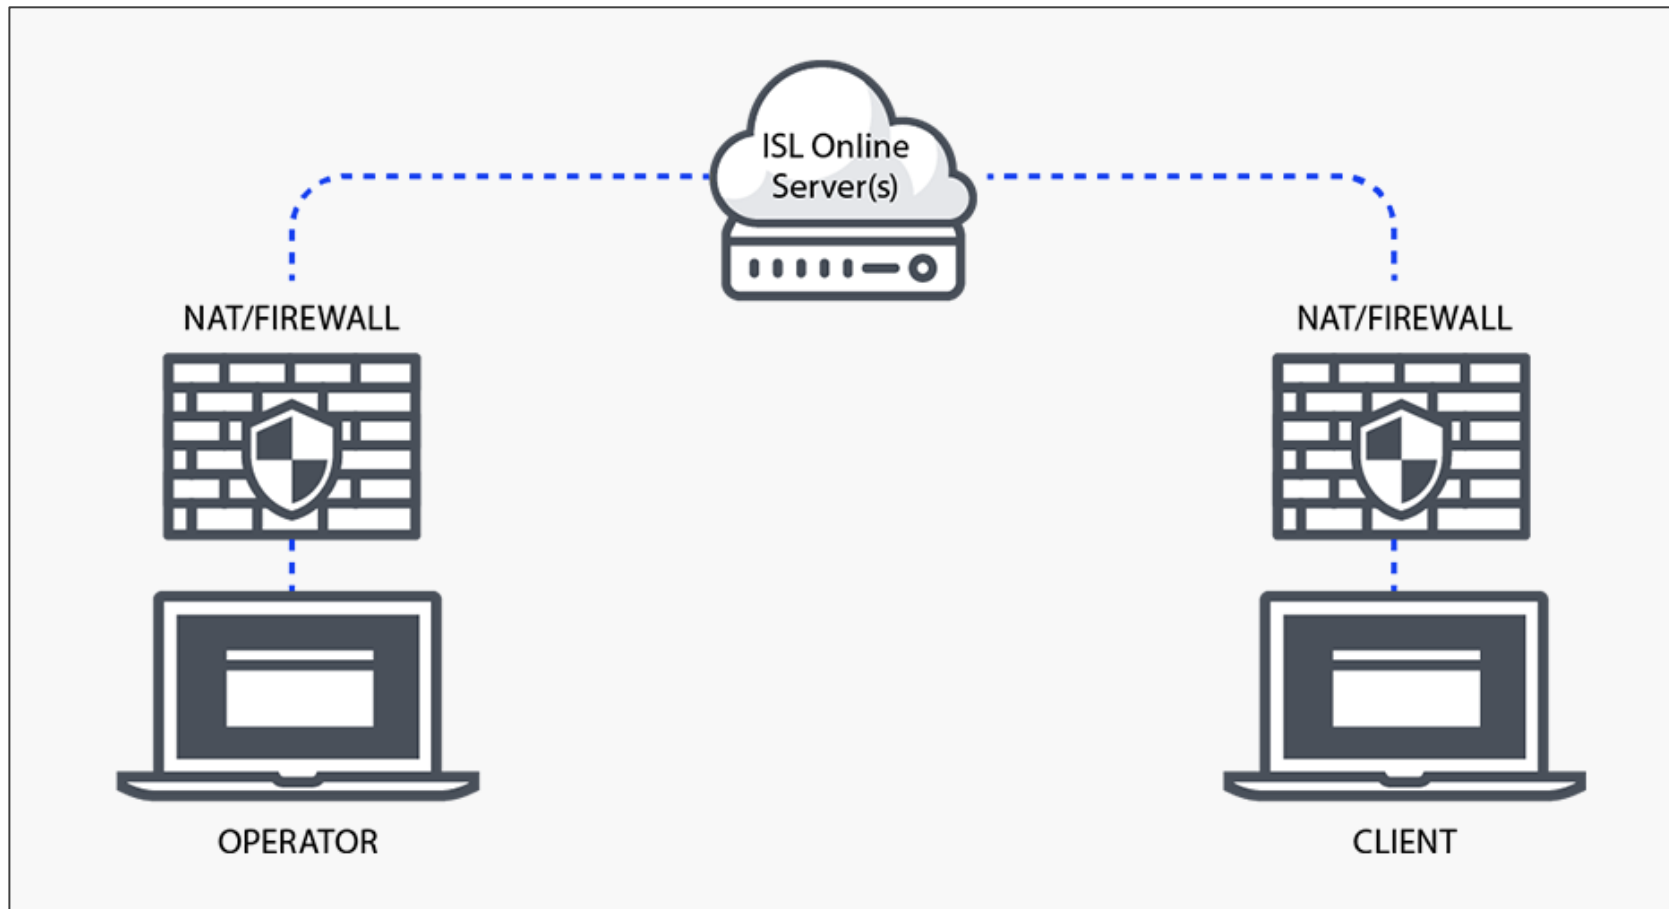 ISL Online
Server(s)
NAT/FIREWALL
NAT/FIREWALL
OPERATOR
CLIENT